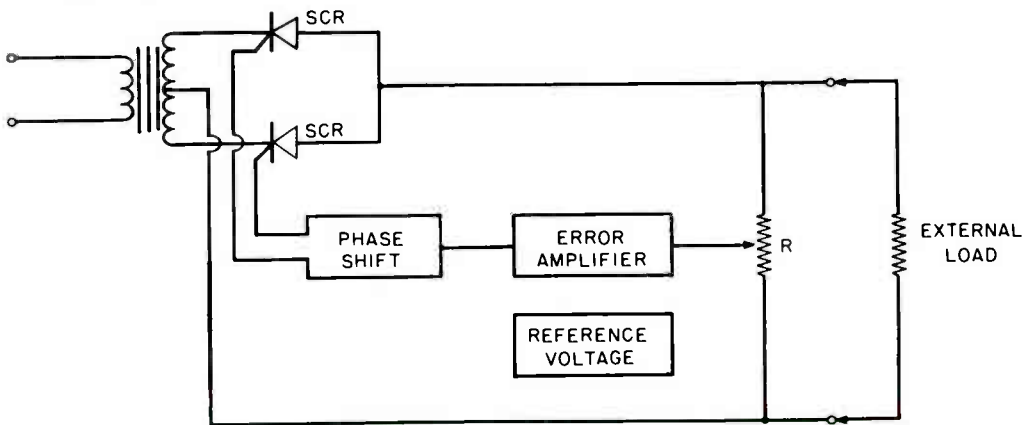 SCR
SCR
PHASE
SHIFT
ERROR
AMPLIFIER
R
EXTERNAL
LOAD
REFERENCE
VOLTAGE